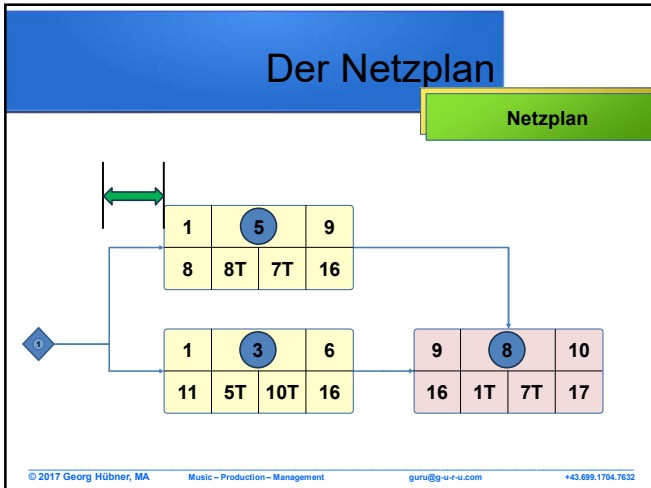 Der Netzplan
Netzplan
1 5 9
8 8T 7T 16
1
1 3 6
11 5T 10T 16
9 8 10
16 1T 7T 17
© 2017 Georg Hübner, MA Music – Production – Management guru@g-u-r-u.com +43.699.1704.7632